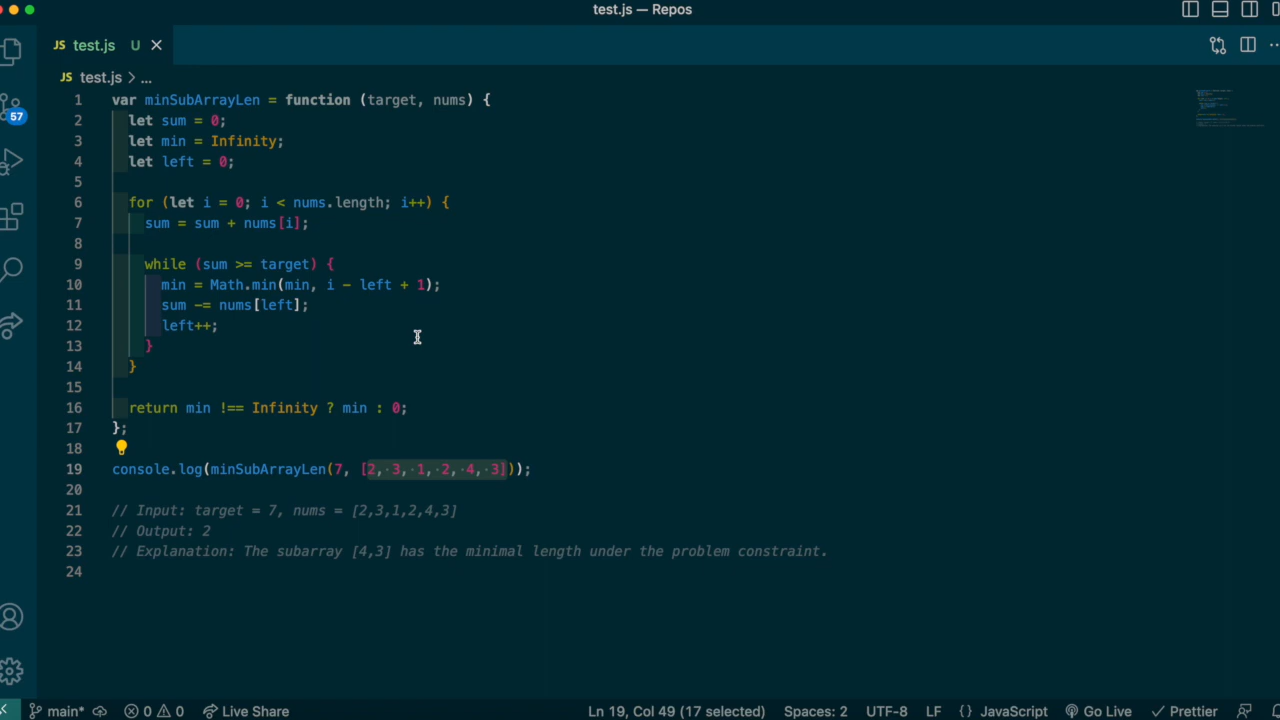 test.js — Repos
JS test.js U
JS test.js > ...
57
1 var minSubArrayLen = function (target, nums) {
2 let sum = 0;
3 let min = Infinity;
4 let left = 0;
5
6 for (let i = 0; i < nums.length; i++) {
7 sum = sum + nums[i];
8
9 while (sum >= target) {
10 min = Math.min(min, i - left + 1);
11 sum -= nums[left];
12 left++;
13 }
14 }
15
16 return min !== Infinity ? min : 0;
17 };
18
19 console.log(minSubArrayLen(7, [2, 3, 1, 2, 4, 3]));
20
21 // Input: target = 7, nums = [2,3,1,2,4,3]
22 // Output: 2
23 // Explanation: The subarray [4,3] has the minimal length under the problem constraint.
24
main* 0 0 Live Share Ln 19, Col 49 (17 selected) Spaces: 2 UTF-8 LF {} JavaScript Go Live Prettier